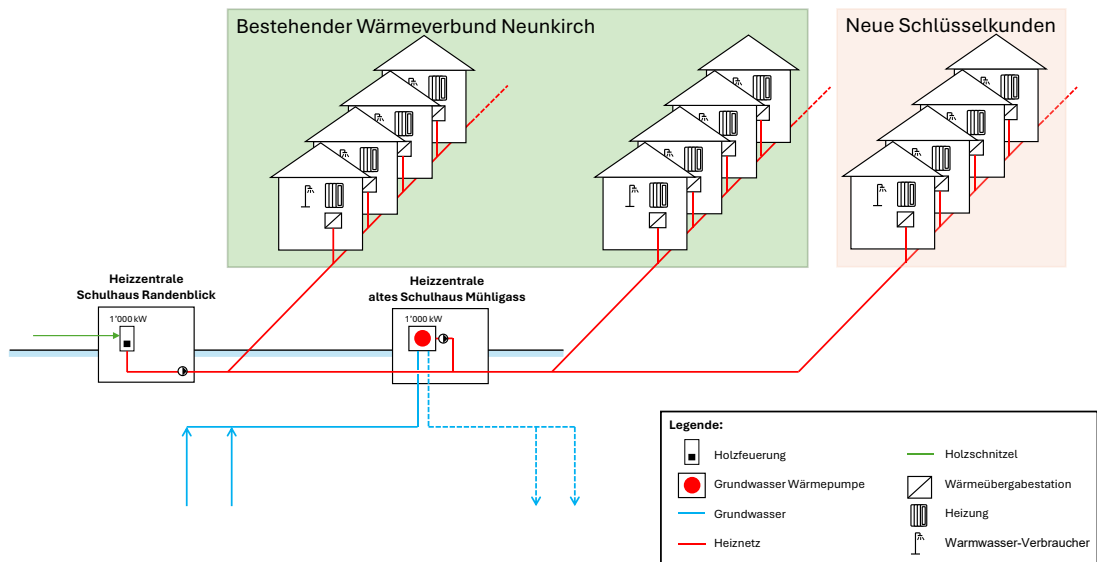 Bestehender Wärmeverbund Neunkirch
Neue Schlüsselkunden
Heizzentrale
Schulhaus Randenblick
1'000 kW
Heizzentrale
altes Schulhaus Mühligass
1'000 kW
Legende:
Holzfeuerung
Grundwasser Wärmepumpe
Grundwasser
Heiznetz
Holzschnitzel
Wärmeübergabestation
Heizung
Warmwasser-Verbraucher